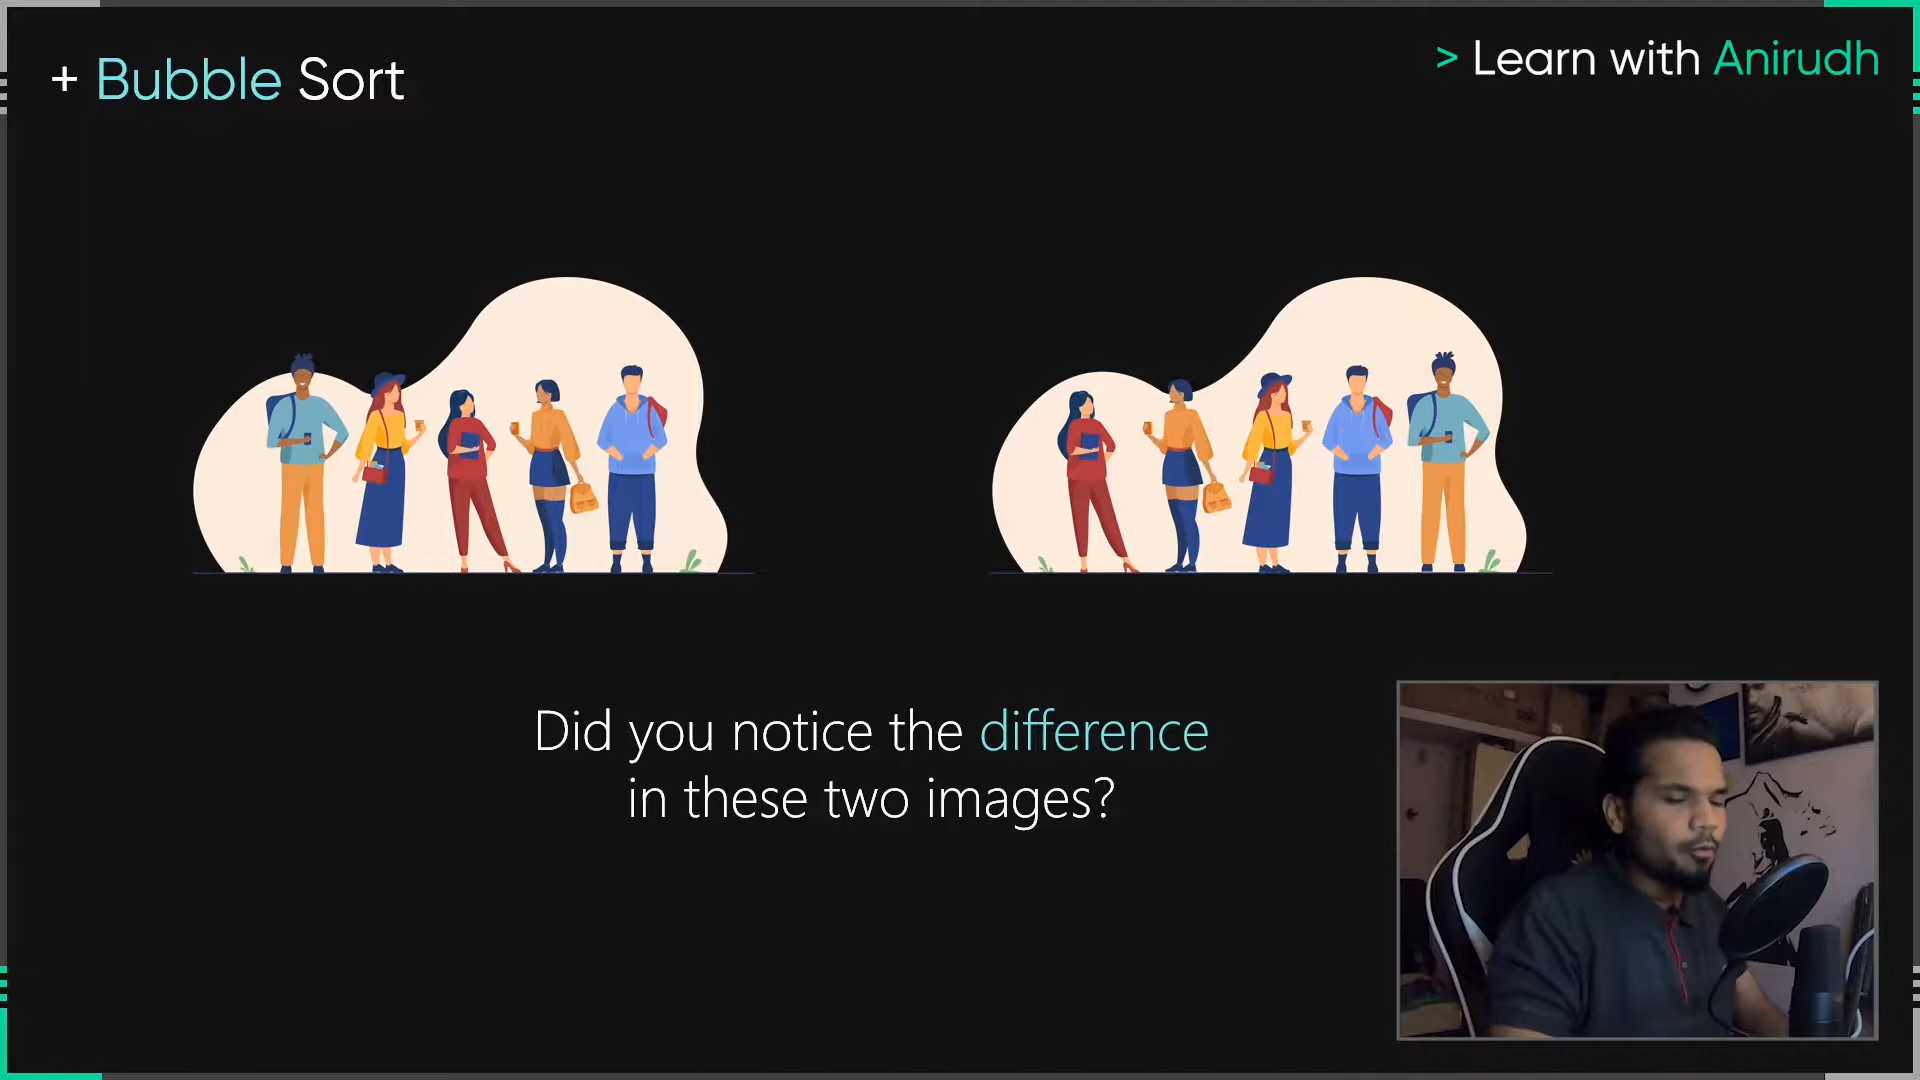 + Bubble Sort
> Learn with Anirudh
Did you notice the difference
in these two images?